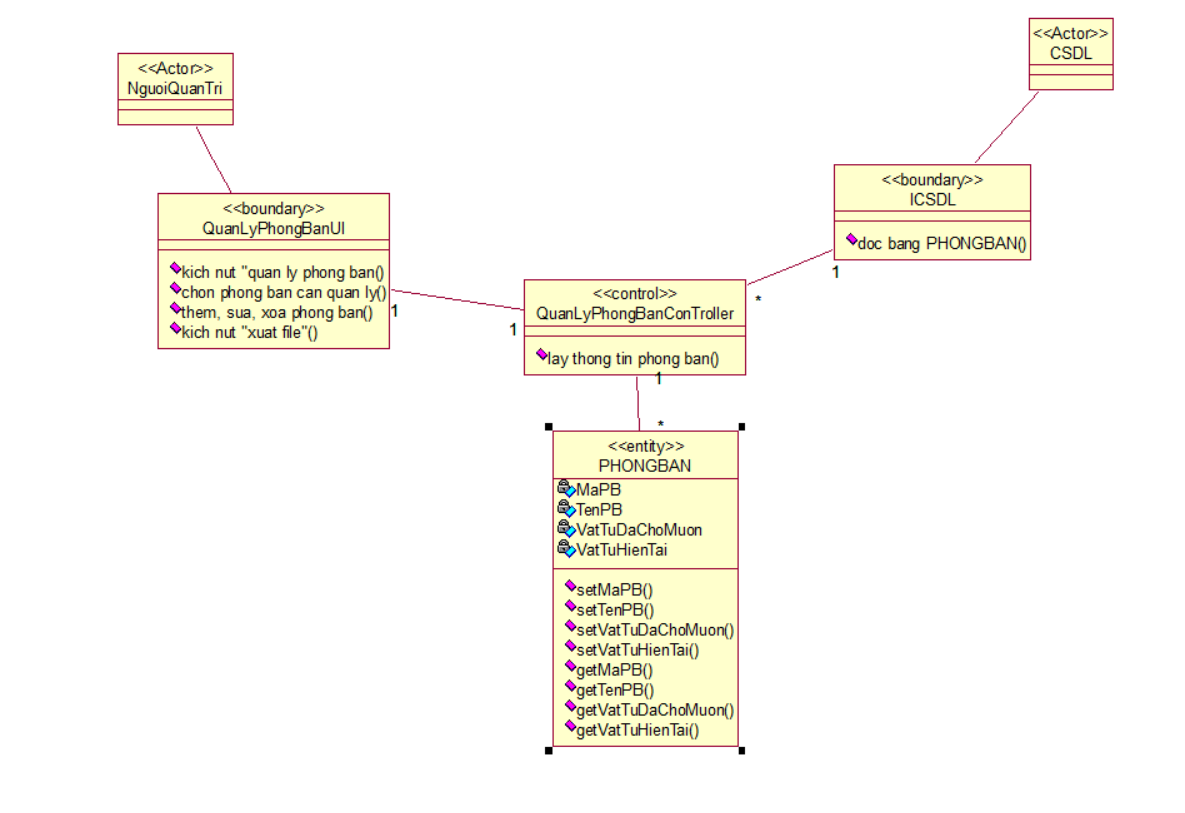 <<Actor>>
NguoiQuanTri
<<Actor>>
CSDL
<<boundary>>
QuanLyPhongBanUI
kich nut "quan ly phong ban()
chon phong ban can quan ly()
them, sua, xoa phong ban()
kich nut "xuat file"()
1
1
<<control>>
QuanLyPhongBanConTroller
lay thong tin phong ban()
*
1
<<boundary>>
ICSDL
doc bang PHONGBAN()
1
*
<<entity>>
PHONGBAN
MaPB
TenPB
VatTuDaChoMuon
VatTuHienTai
setMaPB()
setTenPB()
setVatTuDaChoMuon()
setVatTuHienTai()
getMaPB()
getTenPB()
getVatTuDaChoMuon()
getVatTuHienTai()